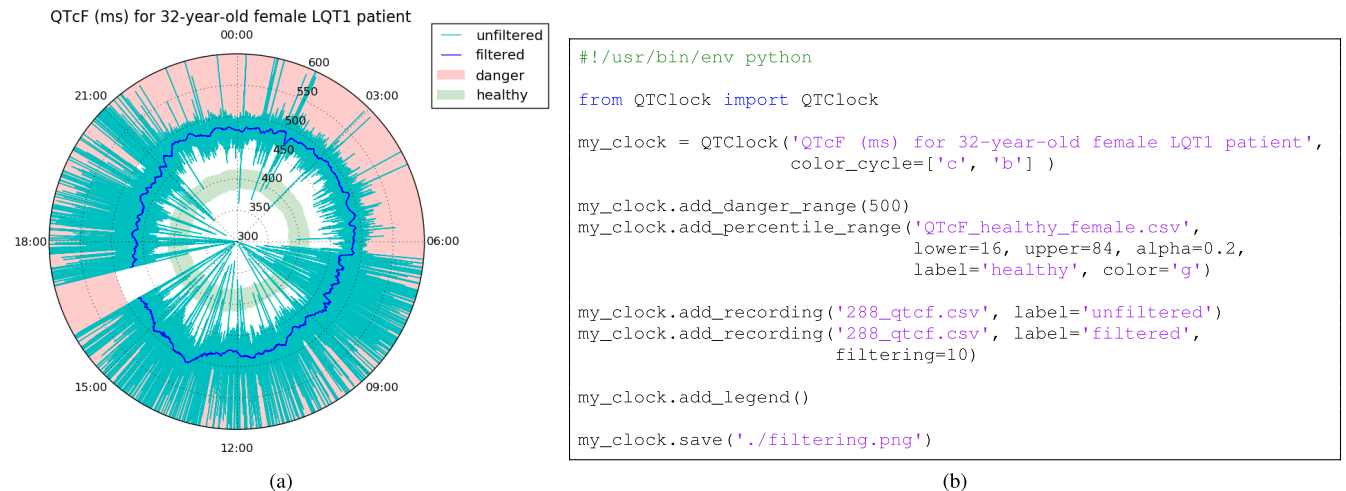 QTcF (ms) for 32-year-old female LQT1 patient
00:00
unfiltered
filtered
danger
healthy
600
550
500
450
400
350
300
21:00
03:00
18:00
06:00
15:00
09:00
12:00
(a)
#!/usr/bin/env python
from QTClock import QTClock
my_clock = QTClock('QTcF (ms) for 32-year-old female LQT1 patient',
color_cycle=['c', 'b'] )
my_clock.add_danger_range(500)
my_clock.add_percentile_range('QTcF_healthy_female.csv',
lower=16, upper=84, alpha=0.2,
label='healthy', color='g')
my_clock.add_recording('288_qtcf.csv', label='unfiltered')
my_clock.add_recording('288_qtcf.csv', label='filtered',
filtering=10)
my_clock.add_legend()
my_clock.save('./filtering.png')
(b)